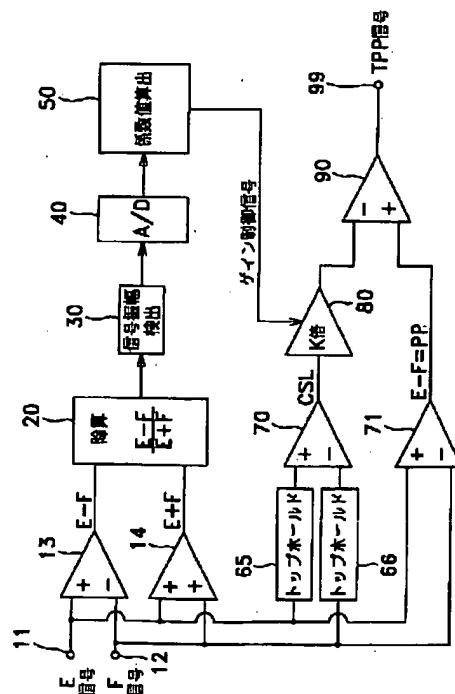 11
E
信号
F
信号
12
13
+
−
E−F
14
+
+
E+F
20
除算
E−F
E+F
30
信号振幅
検出
40
A/D
50
係数値算出
ゲイン制御信号
65
トップホールド
トップホールド
66
70
+
−
CSL
K倍
80
71
+
−
E−F=PP
90
−
+
99
TPP信号